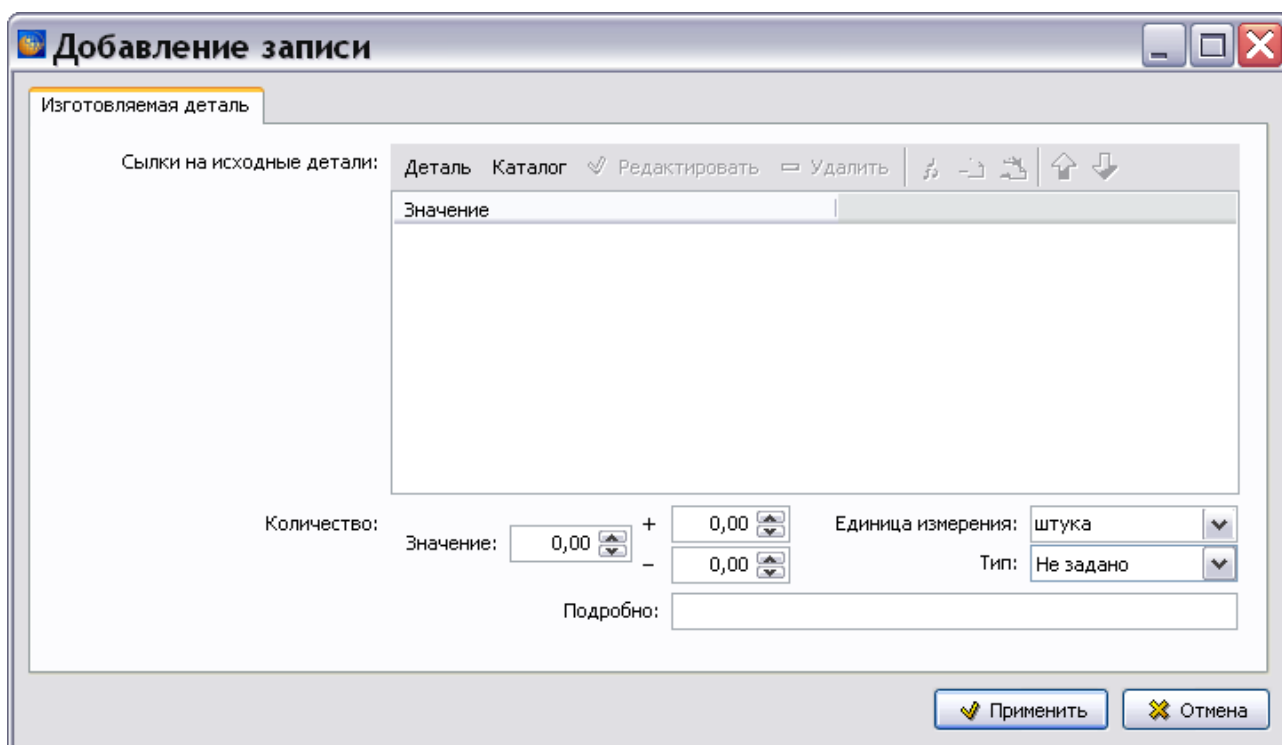 Добавление записи
Изготовляемая деталь
Сылки на исходные детали:
Деталь Каталог Редактировать Удалить
Значение
Количество:
Значение: 0,00
+ 0,00
− 0,00
Единица измерения: штука
Тип: Не задано
Подробно:
Применить Отмена